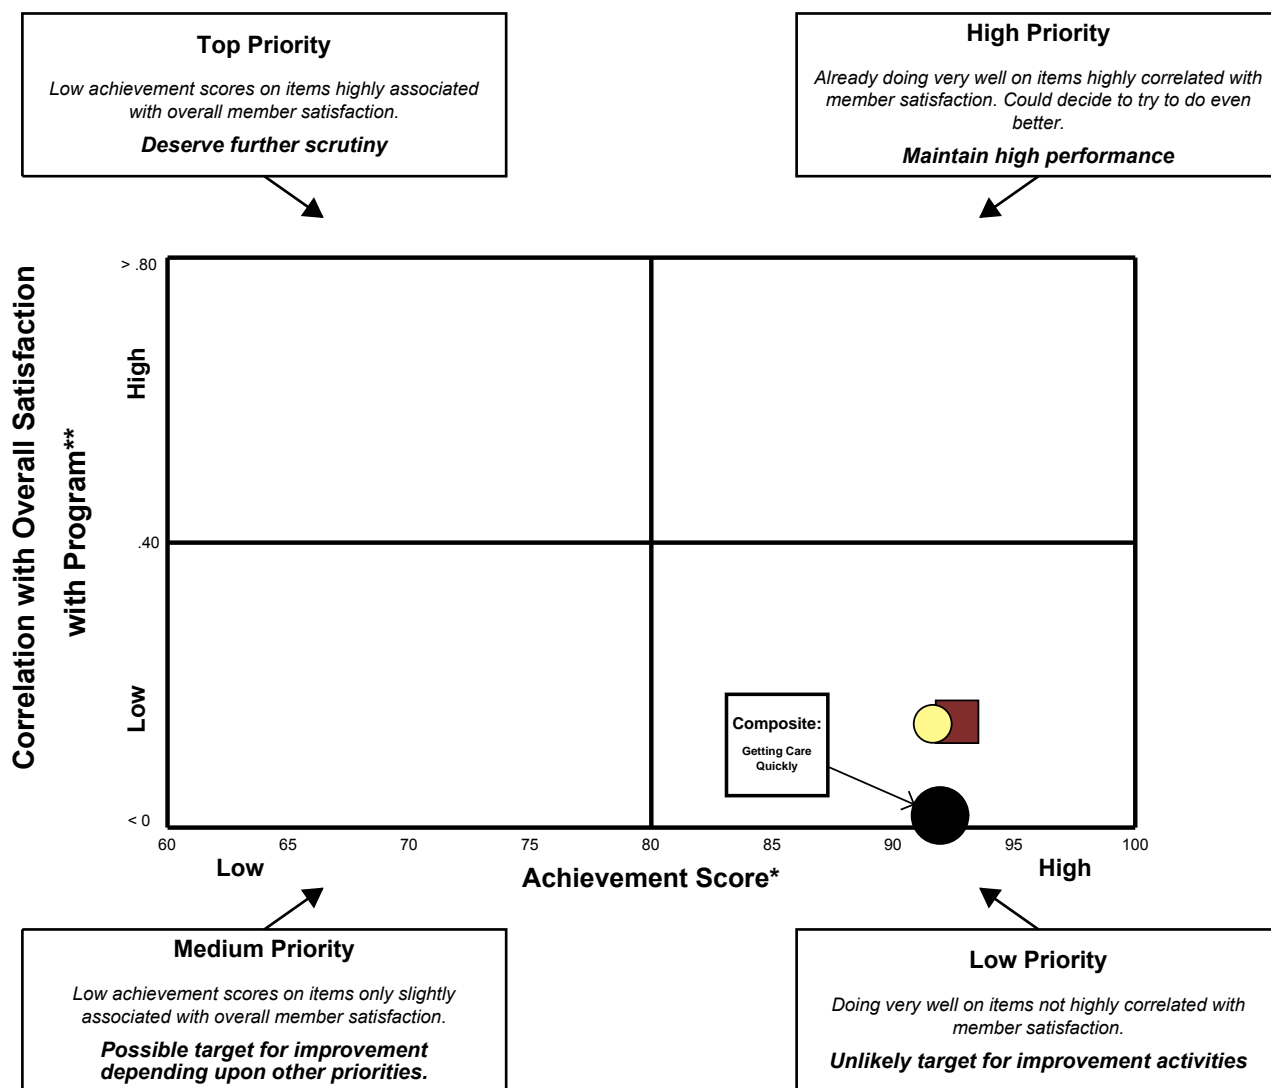 Top Priority
Low achievement scores on items highly associated
with overall member satisfaction.
Deserve further scrutiny
High Priority
Already doing very well on items highly correlated with
member satisfaction. Could decide to try to do even
better.
Maintain high performance
Correlation with Overall Satisfaction
with Program**
> .80
High
.40
Low
< 0
Composite:
Getting Care
Quickly
60 65 70 75 80 85 90 95 100
Low
Achievement Score*
High
Medium Priority
Low achievement scores on items only slightly
associated with overall member satisfaction.
Possible target for improvement
depending upon other priorities.
Low Priority
Doing very well on items not highly correlated with
member satisfaction.
Unlikely target for improvement activities